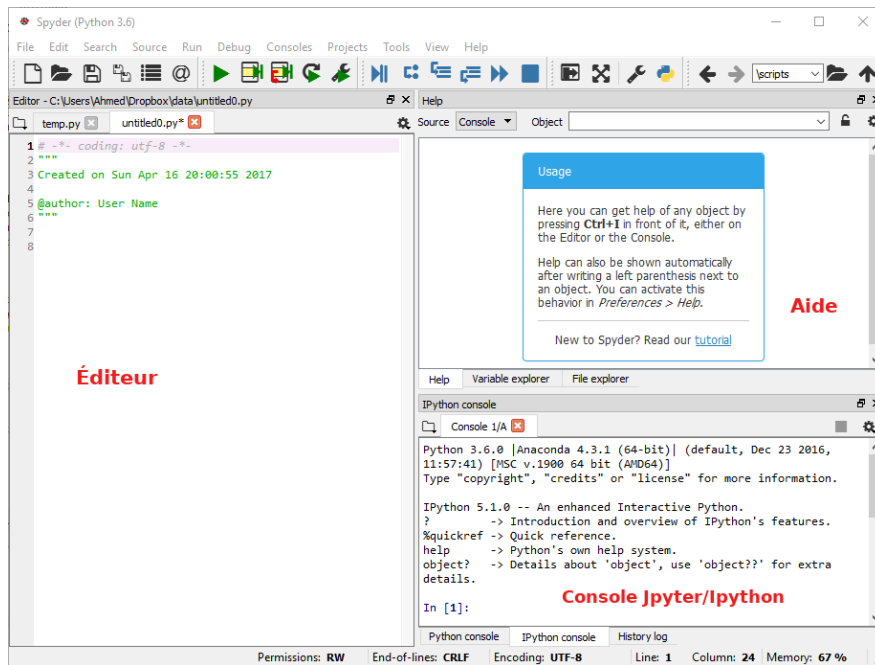 Spyder (Python 3.6)
File Edit Search Source Run Debug Consoles Projects Tools View Help
\scripts
Editor - C:\Users\Ahmed\Dropbox\data\untitled0.py
temp.py
untitled0.py*
1 # -*- coding: utf-8 -*-
2 """
3 Created on Sun Apr 16 20:00:55 2017
4
5 @author: User Name
6 """
7
8
Éditeur
Help
Source Console Object
Usage
Here you can get help of any object by
pressing Ctrl+I in front of it, either on
the Editor or the Console.
Help can also be shown automatically
after writing a left parenthesis next to
an object. You can activate this
behavior in Preferences > Help.
New to Spyder? Read our tutorial
Aide
Help Variable explorer File explorer
IPython console
Console 1/A
Python 3.6.0 |Anaconda 4.3.1 (64-bit)| (default, Dec 23 2016,
11:57:41) [MSC v.1900 64 bit (AMD64)]
Type "copyright", "credits" or "license" for more information.
IPython 5.1.0 -- An enhanced Interactive Python.
? -> Introduction and overview of IPython's features.
%quickref -> Quick reference.
help -> Python's own help system.
object? -> Details about 'object', use 'object??' for extra
details.
Console Jpyter/Ipython
In [1]:
Python console IPython console History log
Permissions: RW End-of-lines: CRLF Encoding: UTF-8 Line: 1 Column: 24 Memory: 67 %